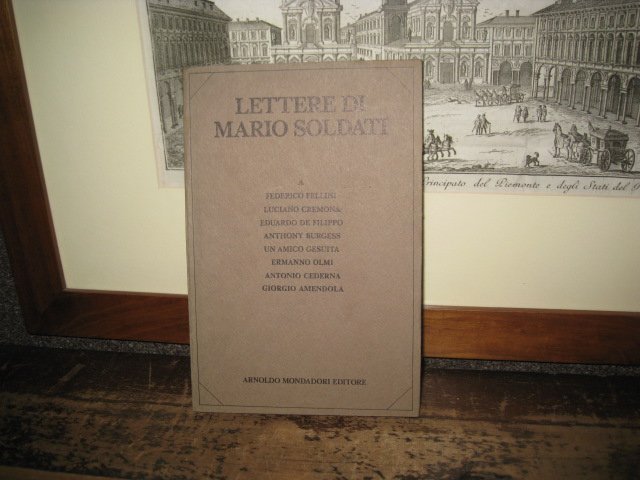 LETTERE DI
MARIO SOLDATI
A
FEDERICO FELLINI
LUCIANO CREMONA
EDUARDO DE FILIPPO
ANTHONY BURGESS
UN AMICO GESUITA
ERMANNO OLMI
ANTONIO CEDERNA
GIORGIO AMENDOLA
ARNOLDO MONDADORI EDITORE
Principato del Piemonte e degli Stati del